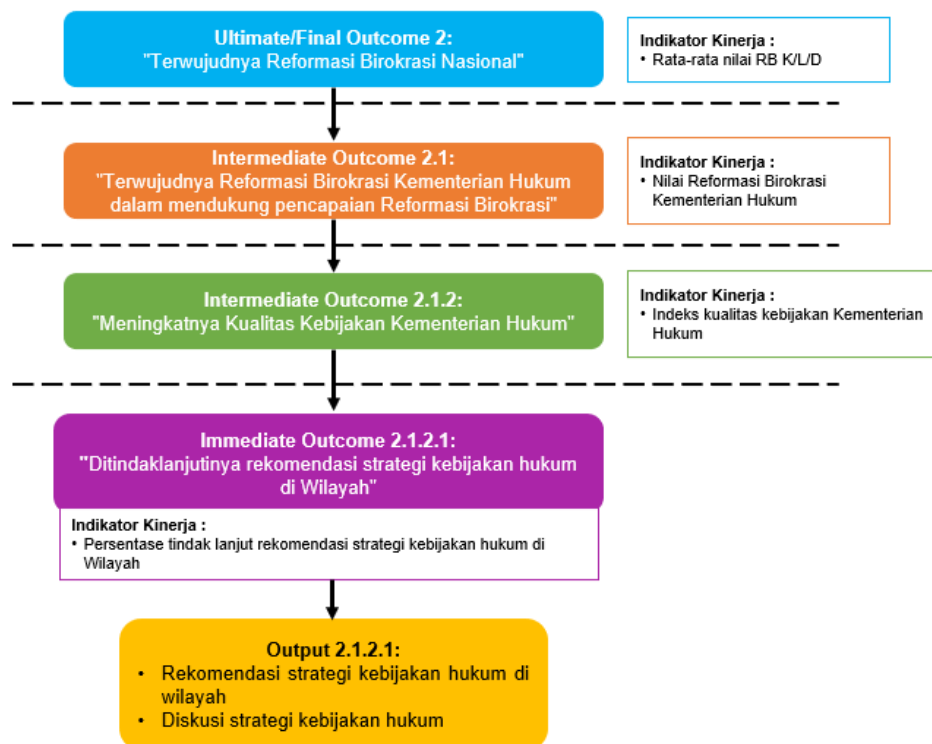 Ultimate/Final Outcome 2:
"Terwujudnya Reformasi Birokrasi Nasional"
Indikator Kinerja :
• Rata-rata nilai RB K/L/D
Intermediate Outcome 2.1:
"Terwujudnya Reformasi Birokrasi Kementerian Hukum
dalam mendukung pencapaian Reformasi Birokrasi"
Indikator Kinerja :
• Nilai Reformasi Birokrasi
Kementerian Hukum
Intermediate Outcome 2.1.2:
"Meningkatnya Kualitas Kebijakan Kementerian Hukum"
Indikator Kinerja :
• Indeks kualitas kebijakan Kementerian
Hukum
Immediate Outcome 2.1.2.1:
"Ditindaklanjutinya rekomendasi strategi kebijakan hukum
di Wilayah"
Indikator Kinerja :
• Persentase tindak lanjut rekomendasi strategi kebijakan hukum di
Wilayah
Output 2.1.2.1:
• Rekomendasi strategi kebijakan hukum di
wilayah
• Diskusi strategi kebijakan hukum